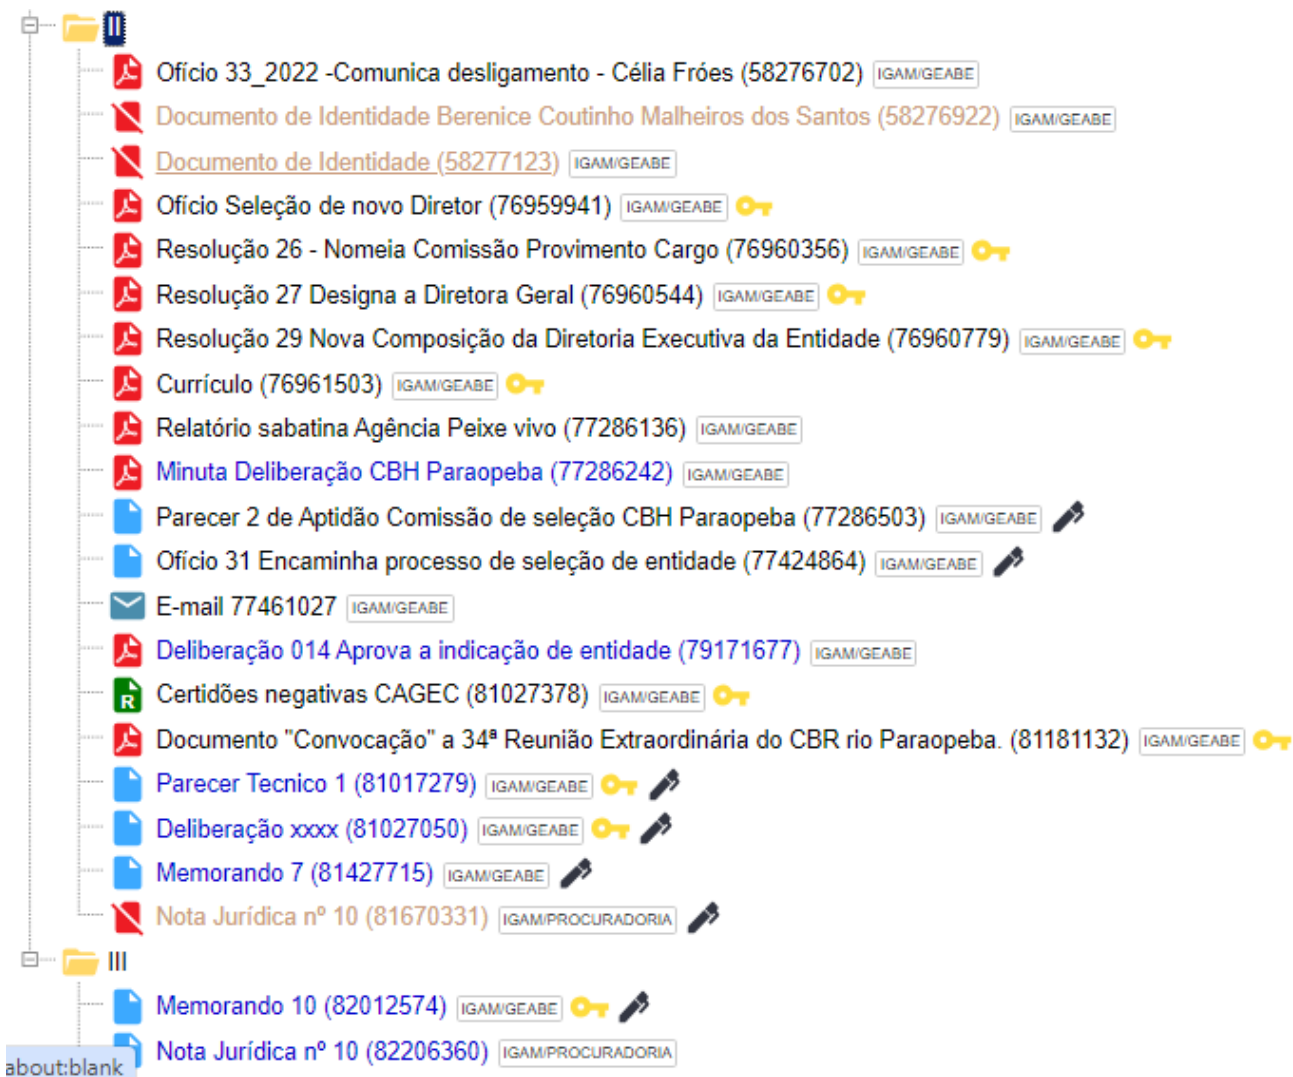 II
Ofício 33_2022 -Comunica desligamento - Célia Fróes (58276702) IGAM/GEABE
Documento de Identidade Berenice Coutinho Malheiros dos Santos (58276922) IGAM/GEABE
Documento de Identidade (58277123) IGAM/GEABE
Ofício Seleção de novo Diretor (76959941) IGAM/GEABE
Resolução 26 - Nomeia Comissão Provimento Cargo (76960356) IGAM/GEABE
Resolução 27 Designa a Diretora Geral (76960544) IGAM/GEABE
Resolução 29 Nova Composição da Diretoria Executiva da Entidade (76960779) IGAM/GEABE
Currículo (76961503) IGAM/GEABE
Relatório sabatina Agência Peixe vivo (77286136) IGAM/GEABE
Minuta Deliberação CBH Paraopeba (77286242) IGAM/GEABE
Parecer 2 de Aptidão Comissão de seleção CBH Paraopeba (77286503) IGAM/GEABE
Ofício 31 Encaminha processo de seleção de entidade (77424864) IGAM/GEABE
E-mail 77461027 IGAM/GEABE
Deliberação 014 Aprova a indicação de entidade (79171677) IGAM/GEABE
R Certidões negativas CAGEC (81027378) IGAM/GEABE
Documento "Convocação" a 34ª Reunião Extraordinária do CBR rio Paraopeba. (81181132) IGAM/GEABE
Parecer Tecnico 1 (81017279) IGAM/GEABE
Deliberação xxxx (81027050) IGAM/GEABE
Memorando 7 (81427715) IGAM/GEABE
Nota Jurídica nº 10 (81670331) IGAM/PROCURADORIA
III
Memorando 10 (82012574) IGAM/GEABE
Nota Jurídica nº 10 (82206360) IGAM/PROCURADORIA
about:blank